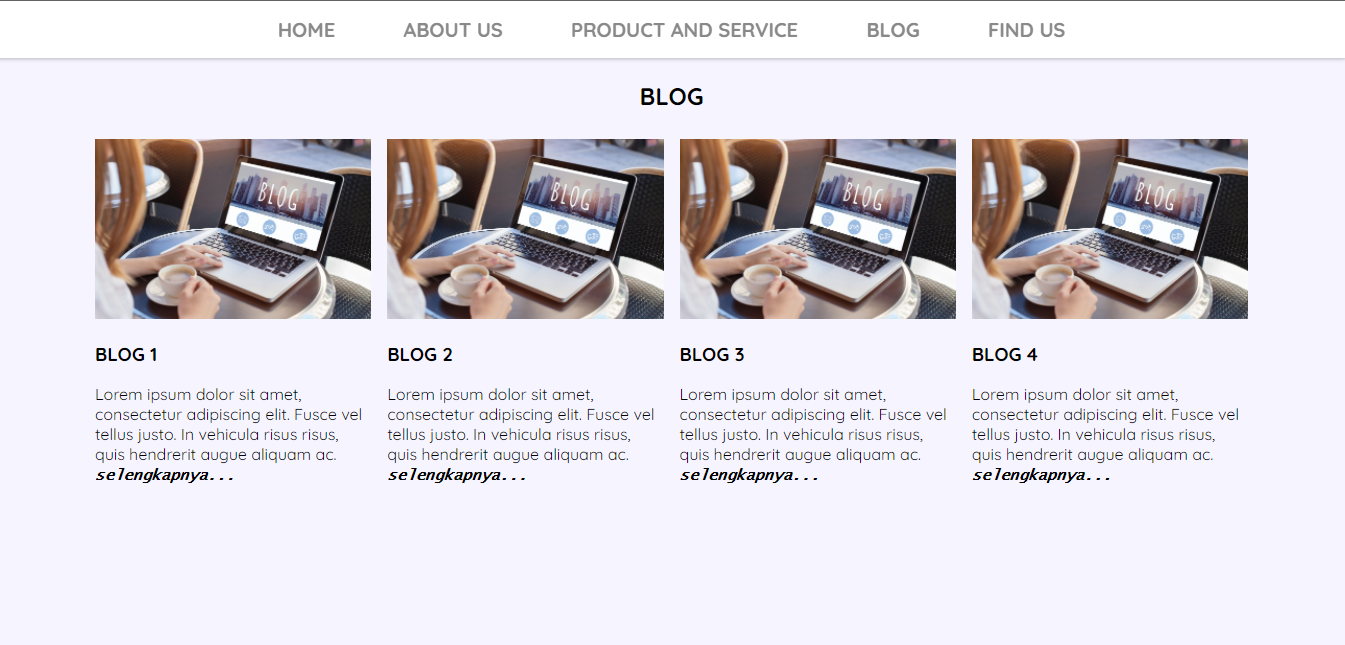 HOME ABOUT US PRODUCT AND SERVICE BLOG FIND US
BLOG
BLOG
BLOG
BLOG
BLOG
BLOG 1
Lorem ipsum dolor sit amet,
consectetur adipiscing elit. Fusce vel
tellus justo. In vehicula risus risus,
quis hendrerit augue aliquam ac.
selengkapnya...
BLOG 2
Lorem ipsum dolor sit amet,
consectetur adipiscing elit. Fusce vel
tellus justo. In vehicula risus risus,
quis hendrerit augue aliquam ac.
selengkapnya...
BLOG 3
Lorem ipsum dolor sit amet,
consectetur adipiscing elit. Fusce vel
tellus justo. In vehicula risus risus,
quis hendrerit augue aliquam ac.
selengkapnya...
BLOG 4
Lorem ipsum dolor sit amet,
consectetur adipiscing elit. Fusce vel
tellus justo. In vehicula risus risus,
quis hendrerit augue aliquam ac.
selengkapnya...